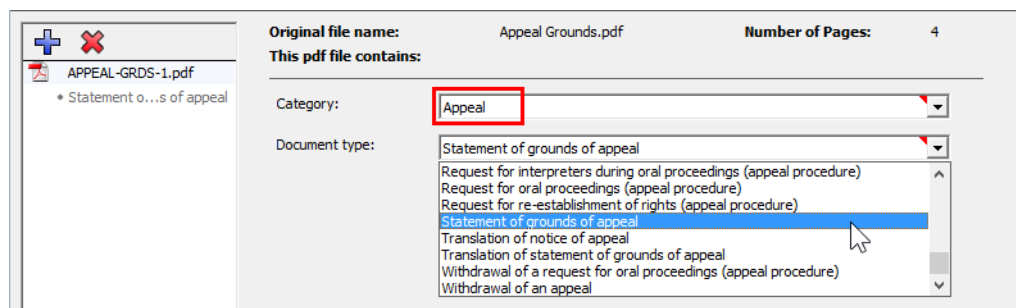 Original file name: Appeal Grounds.pdf Number of Pages: 4
This pdf file contains:
APPEAL-GRDS-1.pdf
• Statement o...s of appeal
Category: Appeal
Document type: Statement of grounds of appeal
Request for interpreters during oral proceedings (appeal procedure)
Request for oral proceedings (appeal procedure)
Request for re-establishment of rights (appeal procedure)
Statement of grounds of appeal
Translation of notice of appeal
Translation of statement of grounds of appeal
Withdrawal of a request for oral proceedings (appeal procedure)
Withdrawal of an appeal